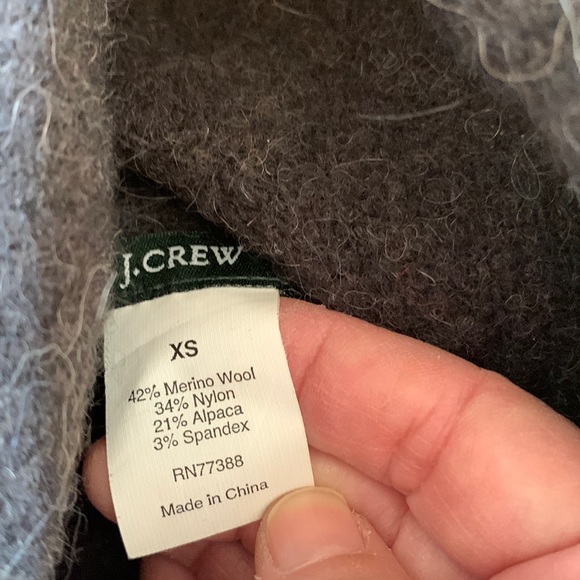 J.CREW
XS
42% Merino Wool
34% Nylon
21% Alpaca
3% Spandex
RN77388
Made in China